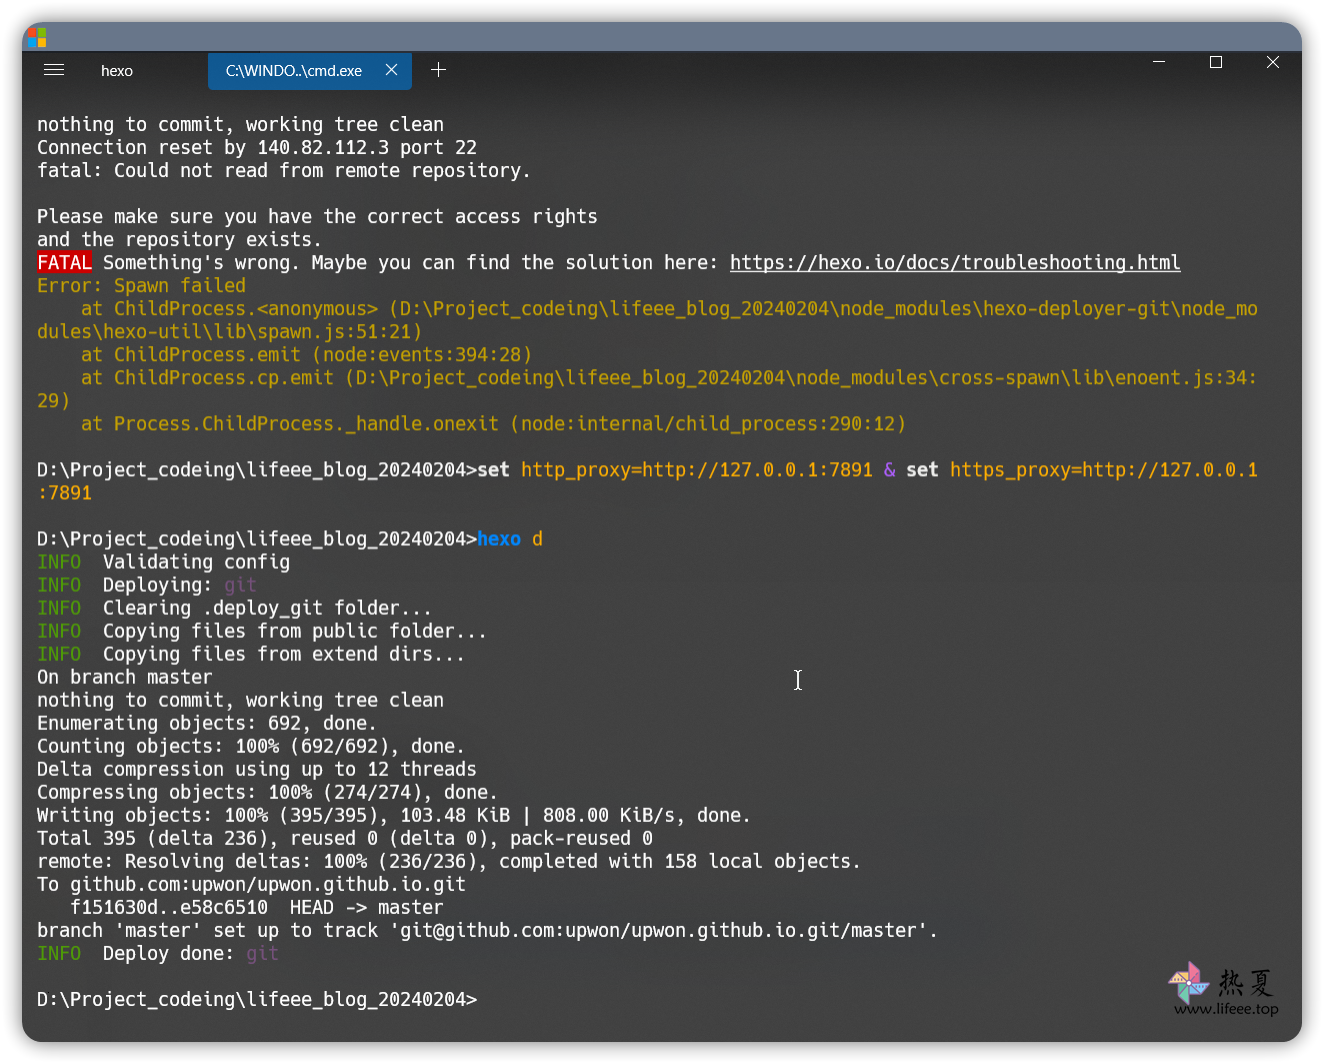 hexo
C:\WINDO..\cmd.exe
nothing to commit, working tree clean
Connection reset by 140.82.112.3 port 22
fatal: Could not read from remote repository.
Please make sure you have the correct access rights
and the repository exists.
FATAL Something's wrong. Maybe you can find the solution here: https://hexo.io/docs/troubleshooting.html
Error: Spawn failed
    at ChildProcess.<anonymous> (D:\Project_codeing\lifeee_blog_20240204\node_modules\hexo-deployer-git\node_mo
dules\hexo-util\lib\spawn.js:51:21)
    at ChildProcess.emit (node:events:394:28)
    at ChildProcess.cp.emit (D:\Project_codeing\lifeee_blog_20240204\node_modules\cross-spawn\lib\enoent.js:34:
29)
    at Process.ChildProcess._handle.onexit (node:internal/child_process:290:12)
D:\Project_codeing\lifeee_blog_20240204>set http_proxy=http://127.0.0.1:7891 & set https_proxy=http://127.0.0.1
:7891
D:\Project_codeing\lifeee_blog_20240204>hexo d
INFO  Validating config
INFO  Deploying: git
INFO  Clearing .deploy_git folder...
INFO  Copying files from public folder...
INFO  Copying files from extend dirs...
On branch master
nothing to commit, working tree clean
Enumerating objects: 692, done.
Counting objects: 100% (692/692), done.
Delta compression using up to 12 threads
Compressing objects: 100% (274/274), done.
Writing objects: 100% (395/395), 103.48 KiB | 808.00 KiB/s, done.
Total 395 (delta 236), reused 0 (delta 0), pack-reused 0
remote: Resolving deltas: 100% (236/236), completed with 158 local objects.
To github.com:upwon/upwon.github.io.git
   f151630d..e58c6510  HEAD -> master
branch 'master' set up to track 'git@github.com:upwon/upwon.github.io.git/master'.
INFO  Deploy done: git
D:\Project_codeing\lifeee_blog_20240204>
热夏
www.lifeee.top